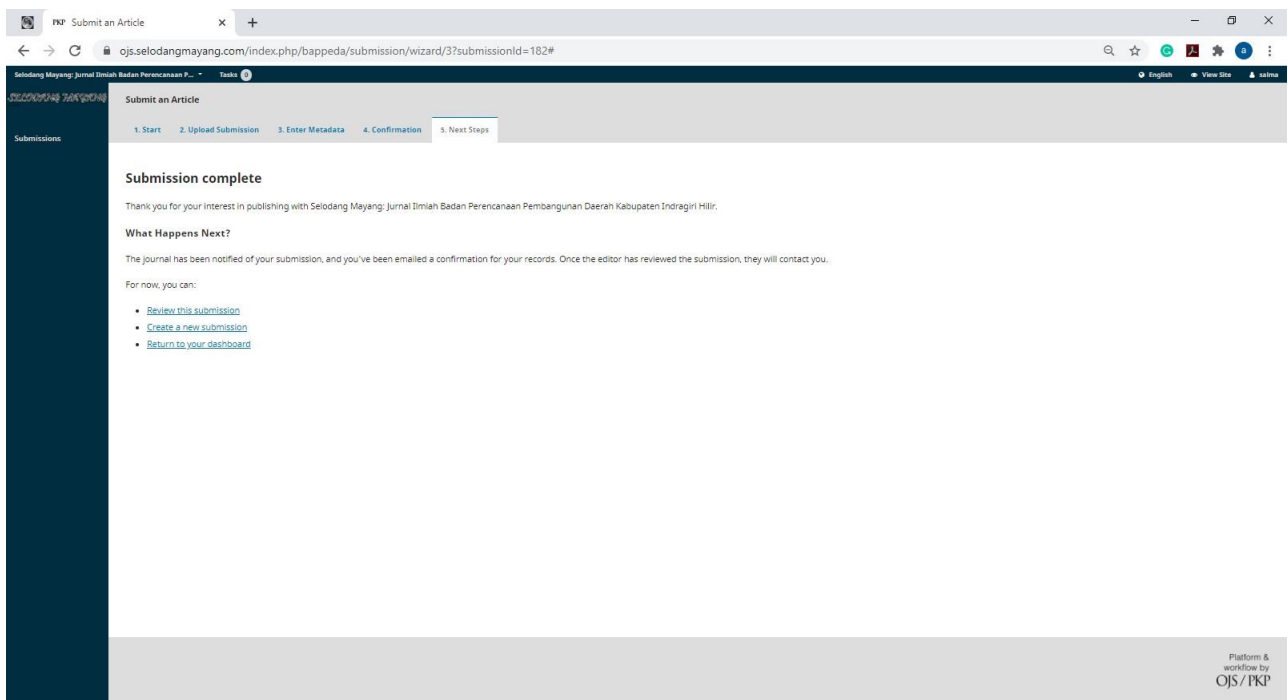 PKP Submit an Article
ojs.selodangmayang.com/index.php/bappeda/submission/wizard/3?submissionId=182#
Selodang Mayang: Jurnal Ilmiah Badan Perencanaan P... Tasks 0 English View Site salma
SELODANG MAYANG
Submit an Article
1. Start 2. Upload Submission 3. Enter Metadata 4. Confirmation 5. Next Steps
Submissions
Submission complete
Thank you for your interest in publishing with Selodang Mayang: Jurnal Ilmiah Badan Perencanaan Pembangunan Daerah Kabupaten Indragiri Hilir.
What Happens Next?
The journal has been notified of your submission, and you've been emailed a confirmation for your records. Once the editor has reviewed the submission, they will contact you.
For now, you can:
Review this submission
Create a new submission
Return to your dashboard
Platform &
workflow by
OJS / PKP